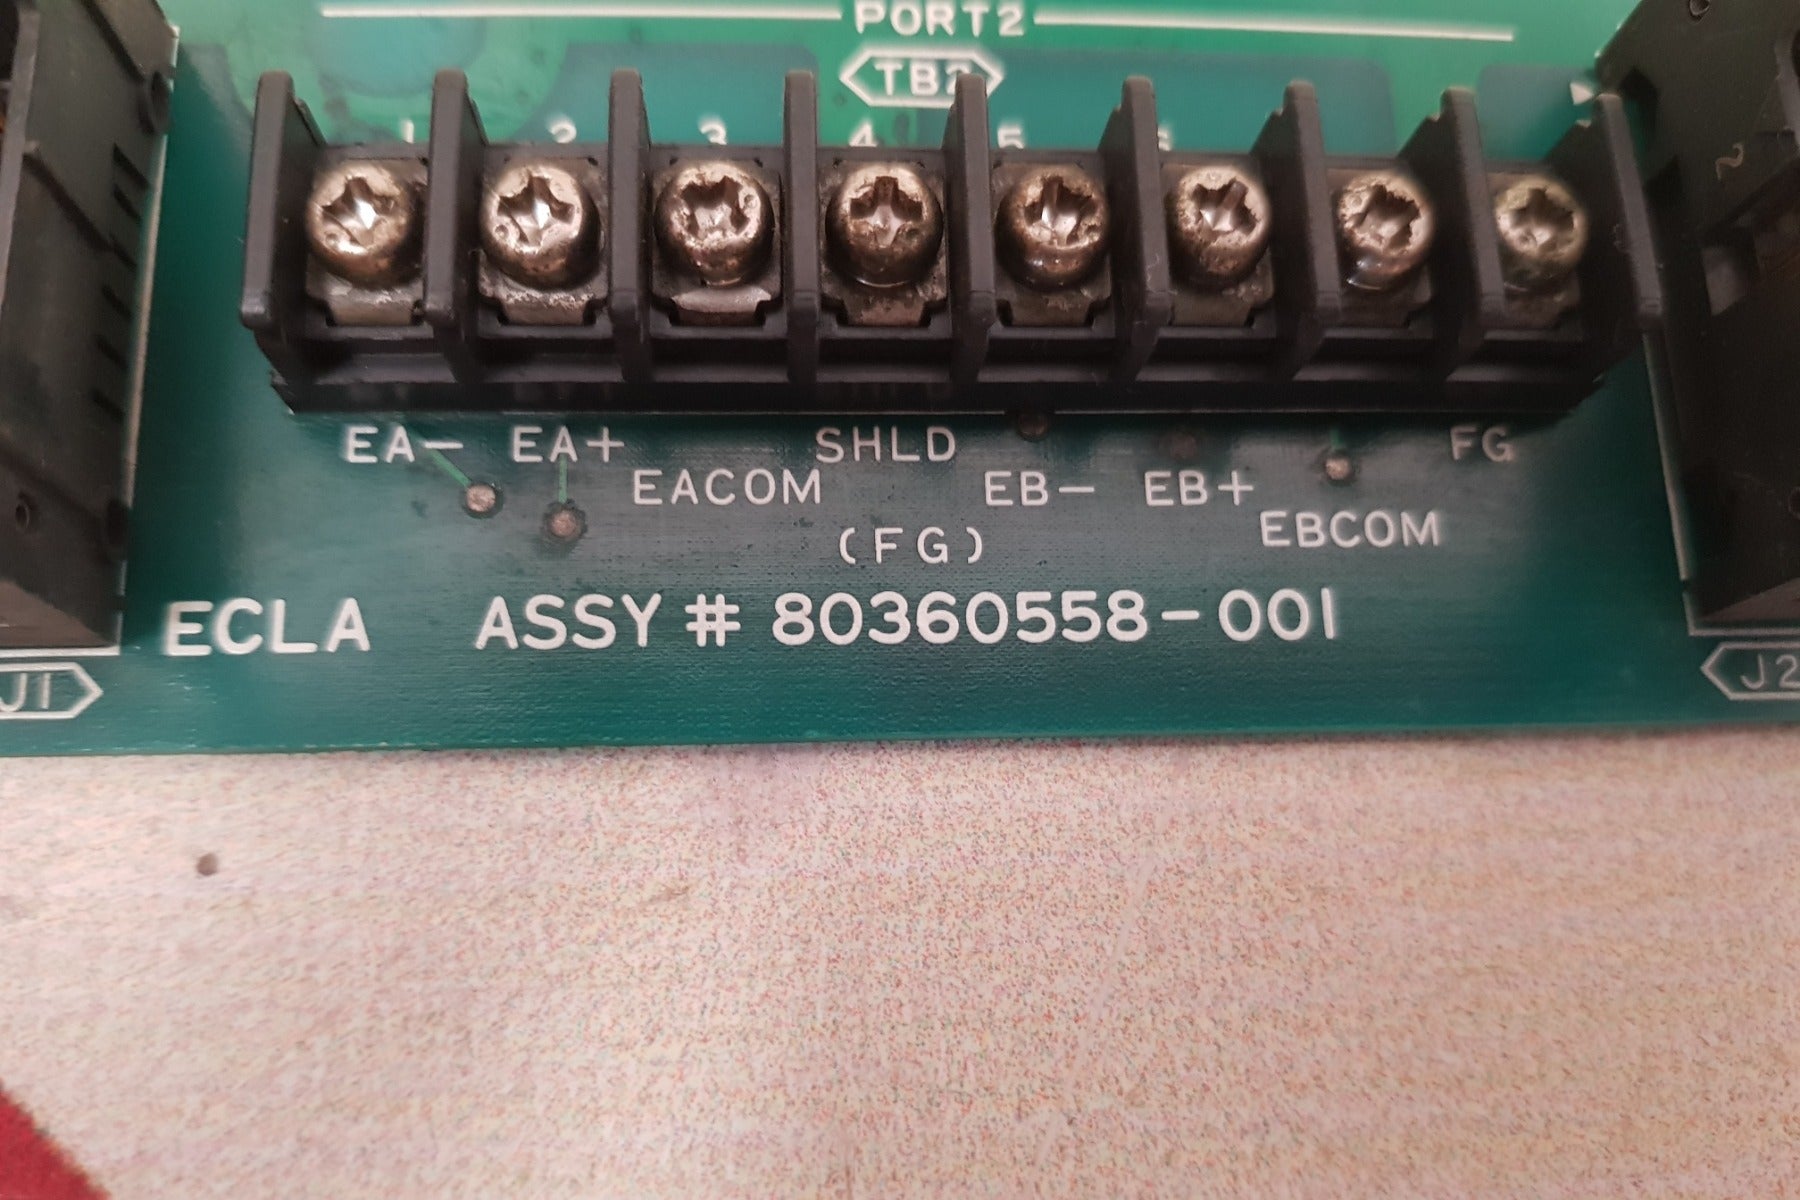 PORT2
TB2
1 2 3 4 5 6
EA- EA+ SHLD FG
EACOM EB- EB+
(FG) EBCOM
ECLA ASSY # 80360558-001
J1 J2